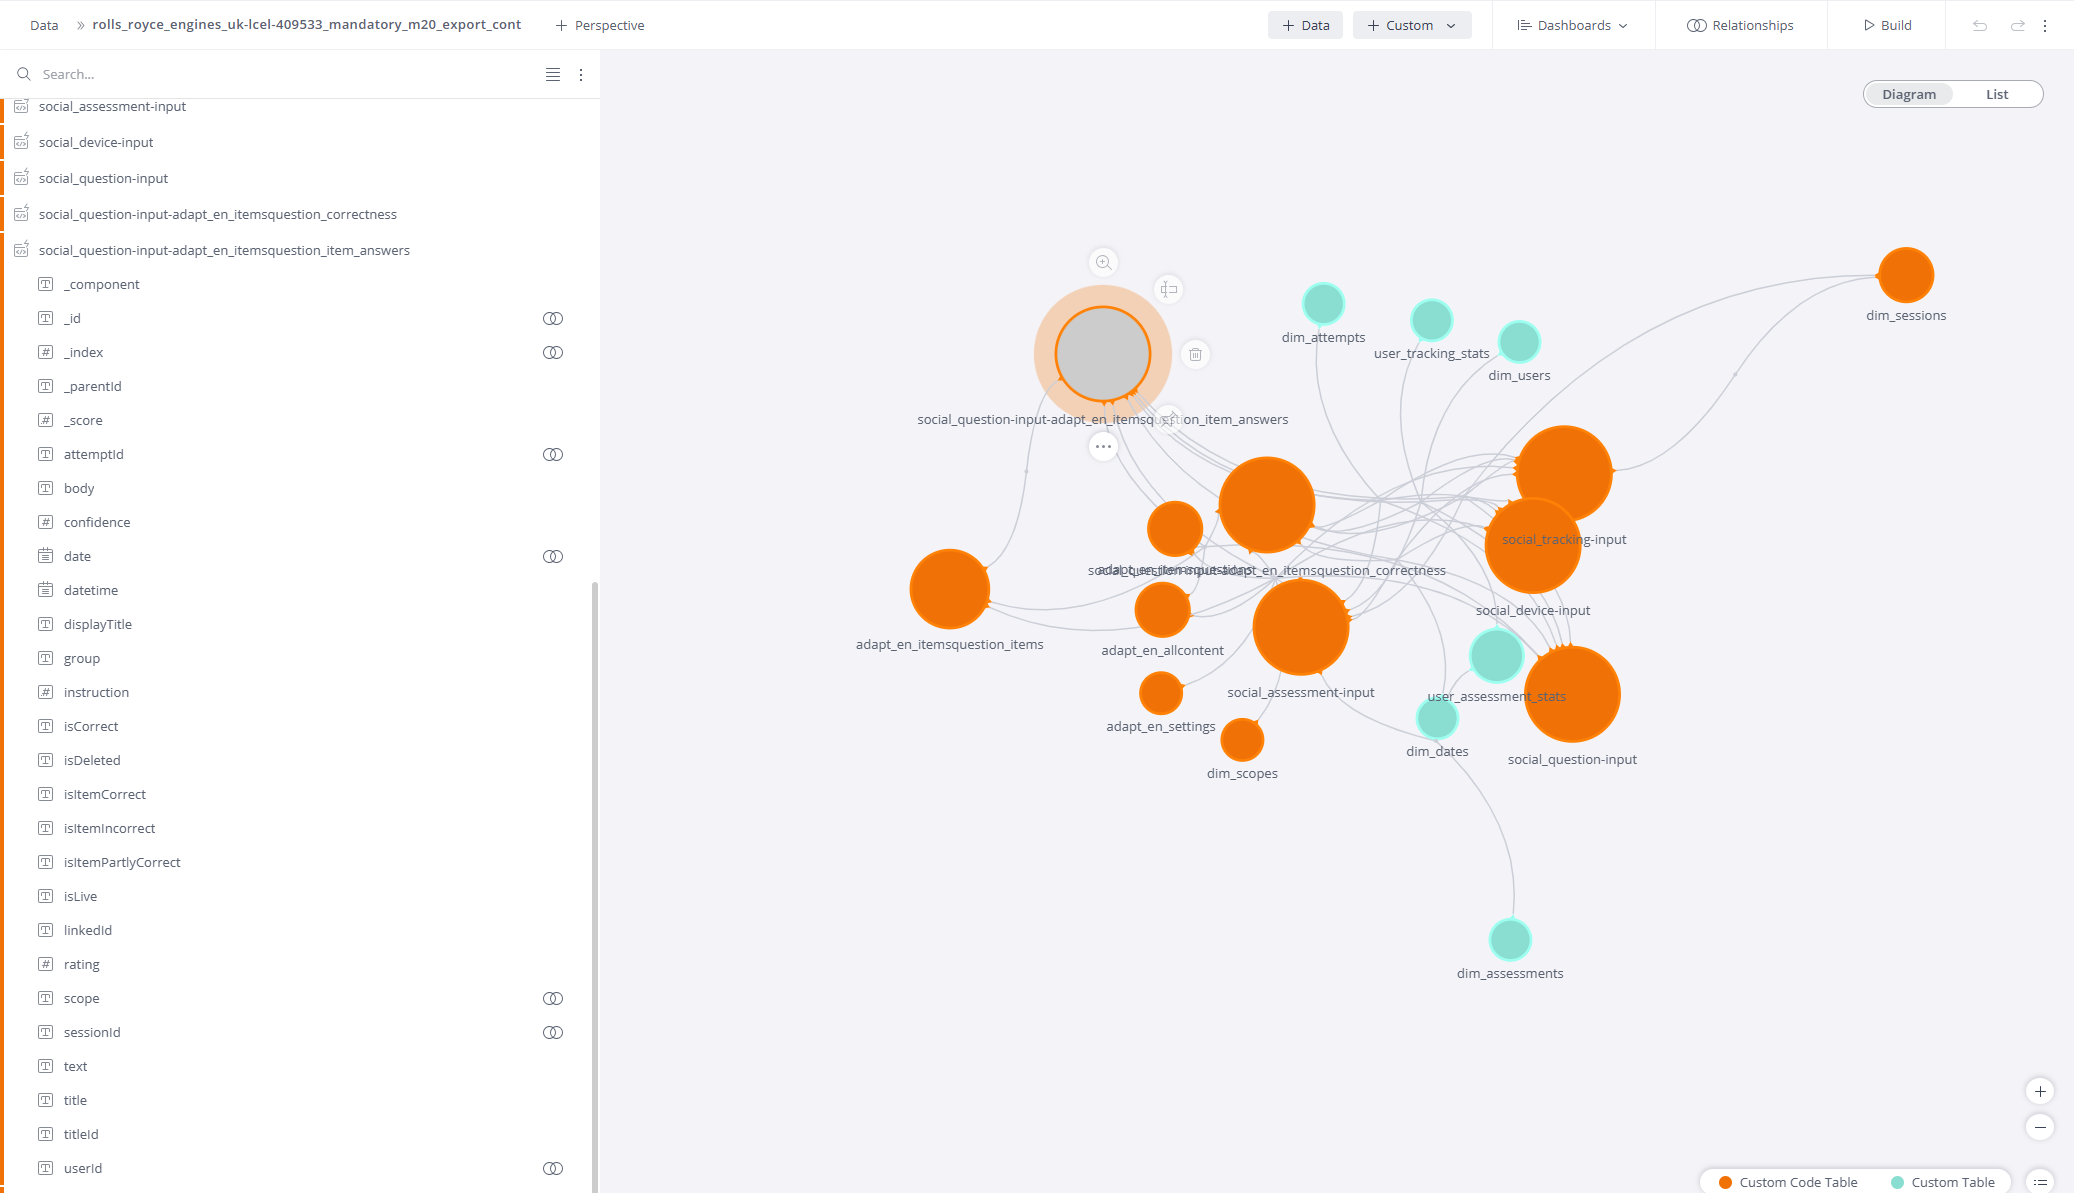 Data » rolls_royce_engines_uk-lcel-409533_mandatory_m20_export_cont + Perspective + Data + Custom Dashboards Relationships Build
Search...
Diagram List
social_assessment-input
social_device-input
social_question-input
social_question-input-adapt_en_itemsquestion_correctness
social_question-input-adapt_en_itemsquestion_item_answers
_component
_id
_index
_parentId
_score
attemptId
body
confidence
date
datetime
displayTitle
group
instruction
isCorrect
isDeleted
isItemCorrect
isItemIncorrect
isItemPartlyCorrect
isLive
linkedId
rating
scope
sessionId
text
title
titleId
userId
dim_sessions
dim_attempts
user_tracking_stats
dim_users
social_question-input-adapt_en_itemsquestion_item_answers
social_tracking-input
adapt_en_itemsquestions
social_question-input-adapt_en_itemsquestion_correctness
social_device-input
adapt_en_itemsquestion_items
adapt_en_allcontent
social_assessment-input
user_assessment_stats
adapt_en_settings
dim_dates
social_question-input
dim_scopes
dim_assessments
Custom Code Table Custom Table